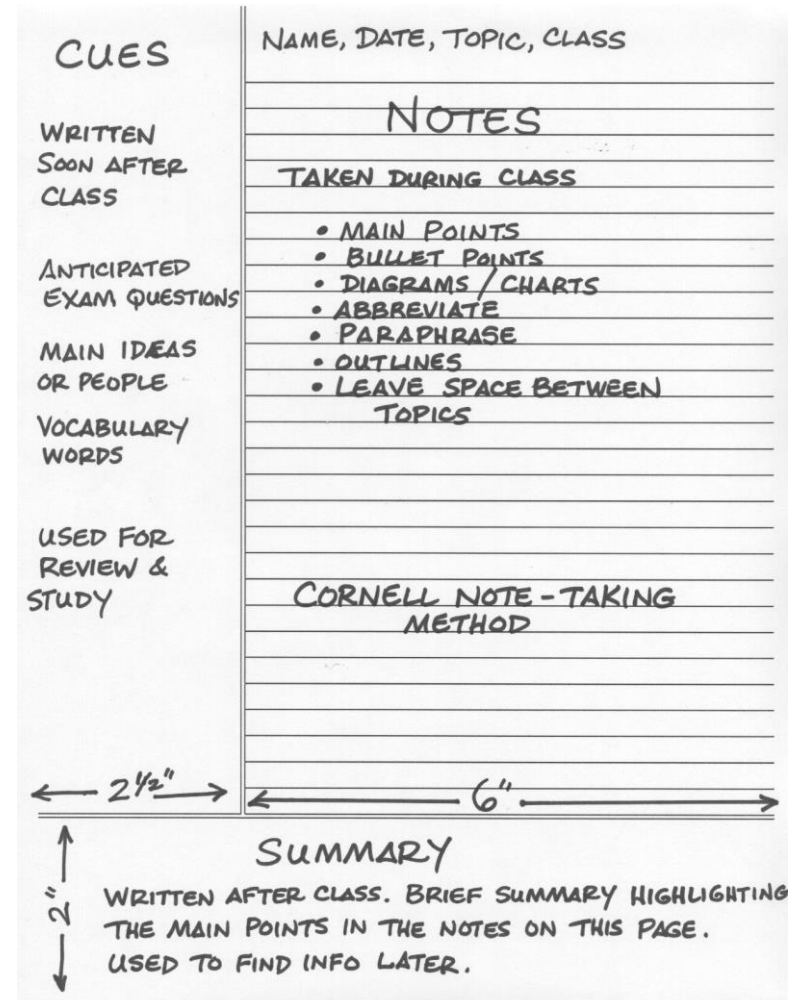 CUES
WRITTEN
SOON AFTER
CLASS
ANTICIPATED
EXAM QUESTIONS
MAIN IDEAS
OR PEOPLE
VOCABULARY
WORDS
USED FOR
REVIEW &
STUDY
2 1/2"
NAME, DATE, TOPIC, CLASS
NOTES
TAKEN DURING CLASS
• MAIN POINTS
• BULLET POINTS
• DIAGRAMS / CHARTS
• ABBREVIATE
• PARAPHRASE
• OUTLINES
• LEAVE SPACE BETWEEN
TOPICS
CORNELL NOTE-TAKING
METHOD
6"
2"
SUMMARY
WRITTEN AFTER CLASS. BRIEF SUMMARY HIGHLIGHTING
THE MAIN POINTS IN THE NOTES ON THIS PAGE.
USED TO FIND INFO LATER.